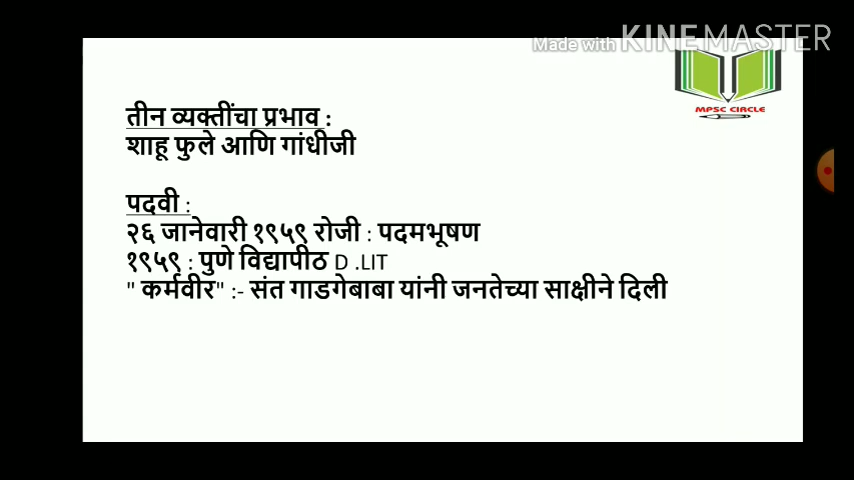 Made with KINEMASTER
MPSC CIRCLE
तीन व्यक्तींचा प्रभाव :
शाहू फुले आणि गांधीजी
पदवी :
२६ जानेवारी १९५९ रोजी : पदमभूषण
१९५९ : पुणे विद्यापीठ D .LIT
" कर्मवीर" :- संत गाडगेबाबा यांनी जनतेच्या साक्षीने दिली